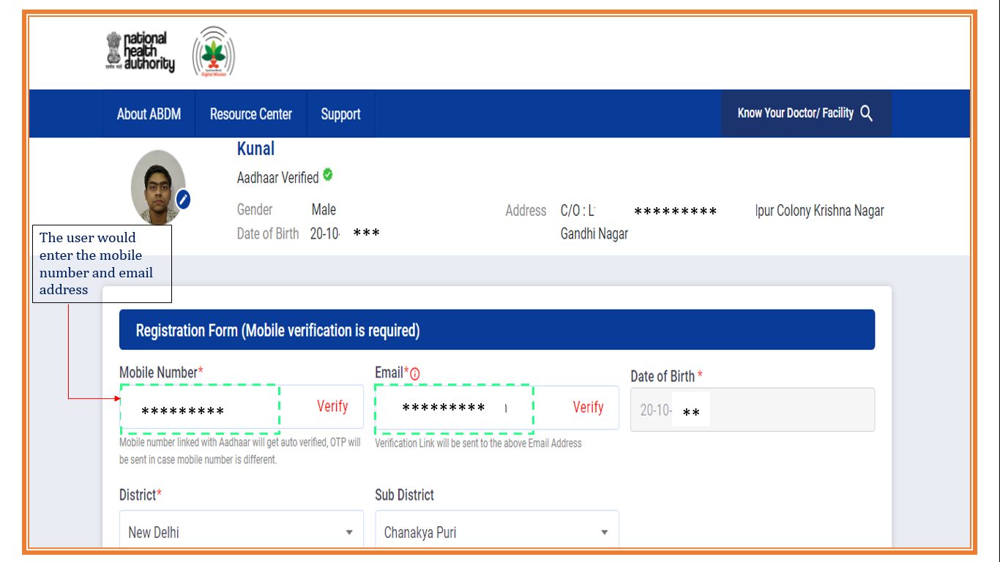 national
health
authority
Digital Mission
About ABDM
Resource Center
Support
Know Your Doctor/ Facility
Kunal
Aadhaar Verified
Gender Male
Address C/O : L ********* lpur Colony Krishna Nagar
Date of Birth 20-10- ***
Gandhi Nagar
The user would
enter the mobile
number and email
address
Registration Form (Mobile verification is required)
Mobile Number*
********* Verify
Mobile number linked with Aadhaar will get auto verified, OTP will
be sent in case mobile number is different.
Email*
********* Verify
Verification Link will be sent to the above Email Address
Date of Birth *
20-10- **
District*
New Delhi
Sub District
Chanakya Puri